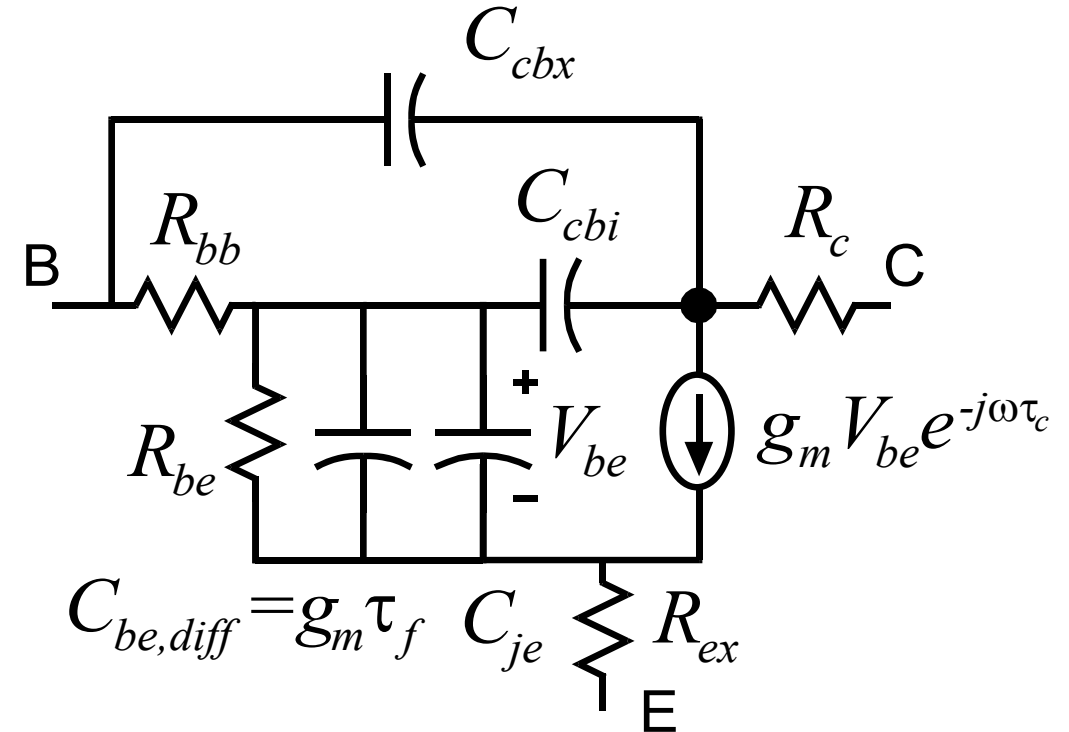 C_cbx
C_cbi
R_bb
R_c
B
C
+
V_be
−
g_m V_be e^-jωτ_c
R_be
C_be,diff =g_m τ_f
C_je
R_ex
E